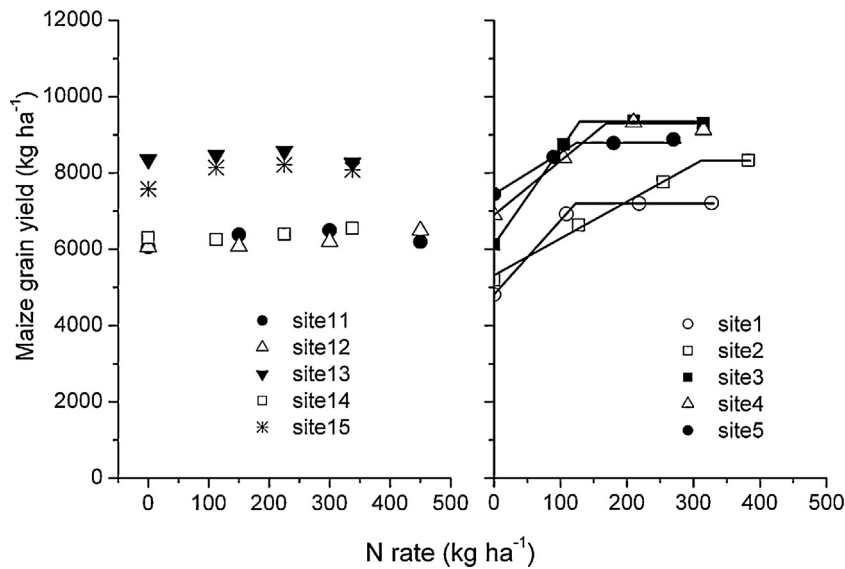 Maize grain yield (kg ha⁻¹)
12000
10000
8000
6000
4000
2000
0
site11
site12
site13
site14
site15
0 100 200 300 400 500
site1
site2
site3
site4
site5
0 100 200 300 400 500
N rate (kg ha⁻¹)